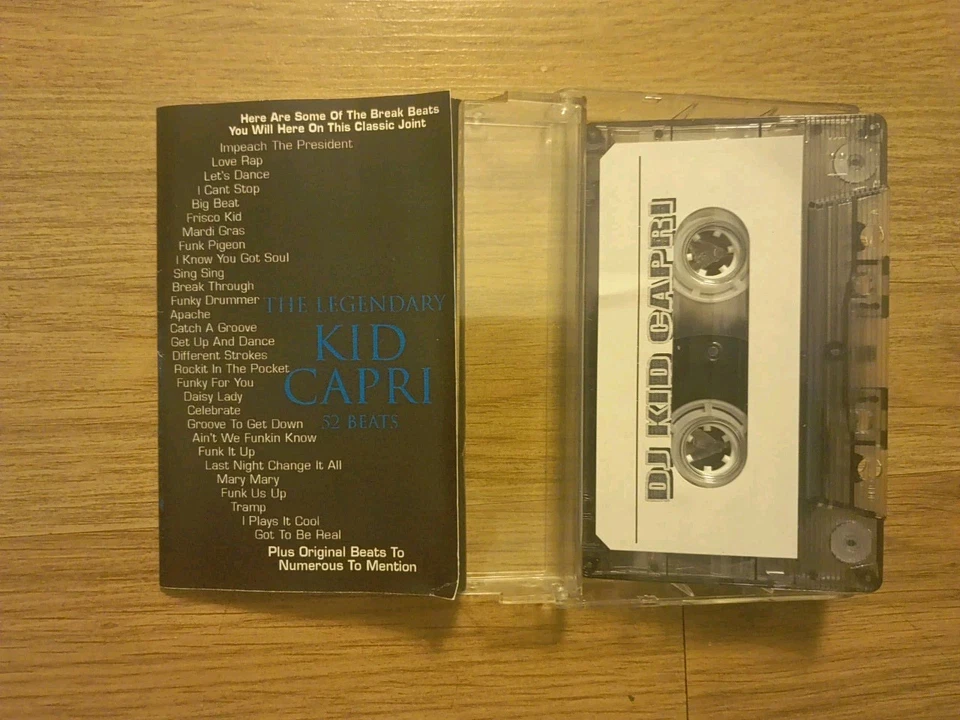 Here Are Some Of The Break Beats
You Will Here On This Classic Joint
Impeach The President
Love Rap
Let's Dance
I Cant Stop
Big Beat
Frisco Kid
Mardi Gras
Funk Pigeon
I Know You Got Soul
Sing Sing
Break Through
Funky Drummer
Apache
Catch A Groove
Get Up And Dance
Different Strokes
Rockit In The Pocket
Funky For You
Daisy Lady
Celebrate
Groove To Get Down
Ain't We Funkin Know
Funk It Up
Last Night Change It All
Mary Mary
Funk Us Up
Tramp
I Plays It Cool
Got To Be Real
Plus Original Beats To
Numerous To Mention
THE LEGENDARY
KID
CAPRI
52 BEATS
DJ KID CAPRI